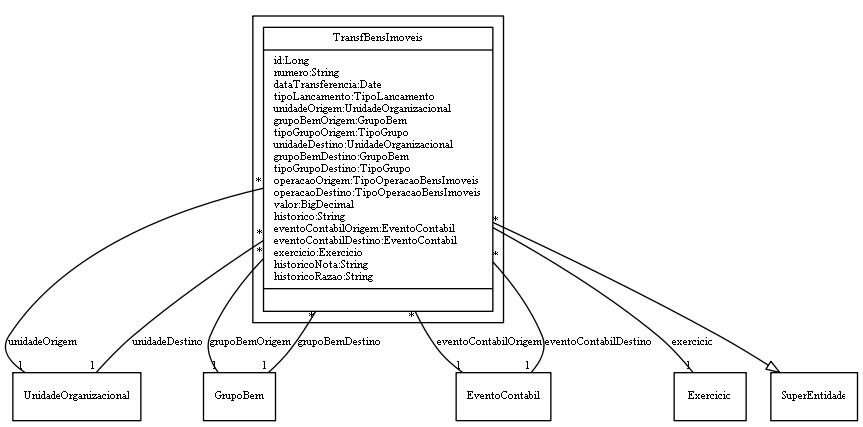 TransfBensImoveis
id:Long
numero:String
dataTransferencia:Date
tipoLancamento:TipoLancamento
unidadeOrigem:UnidadeOrganizacional
grupoBemOrigem:GrupoBem
tipoGrupoOrigem:TipoGrupo
unidadeDestino:UnidadeOrganizacional
grupoBemDestino:GrupoBem
tipoGrupoDestino:TipoGrupo
operacaoOrigem:TipoOperacaoBensImoveis
operacaoDestino:TipoOperacaoBensImoveis
valor:BigDecimal
historico:String
eventoContabilOrigem:EventoContabil
eventoContabilDestino:EventoContabil
exercicio:Exercicio
historicoNota:String
historicoRazao:String
* *
* *
* *
* *
unidadeOrigem unidadeDestino grupoBemOrigem grupoBemDestino eventoContabilOrigem eventoContabilDestino exercicic
1 1 1 1 1 1 1
UnidadeOrganizacional GrupoBem EventoContabil Exercicic SuperEntidade